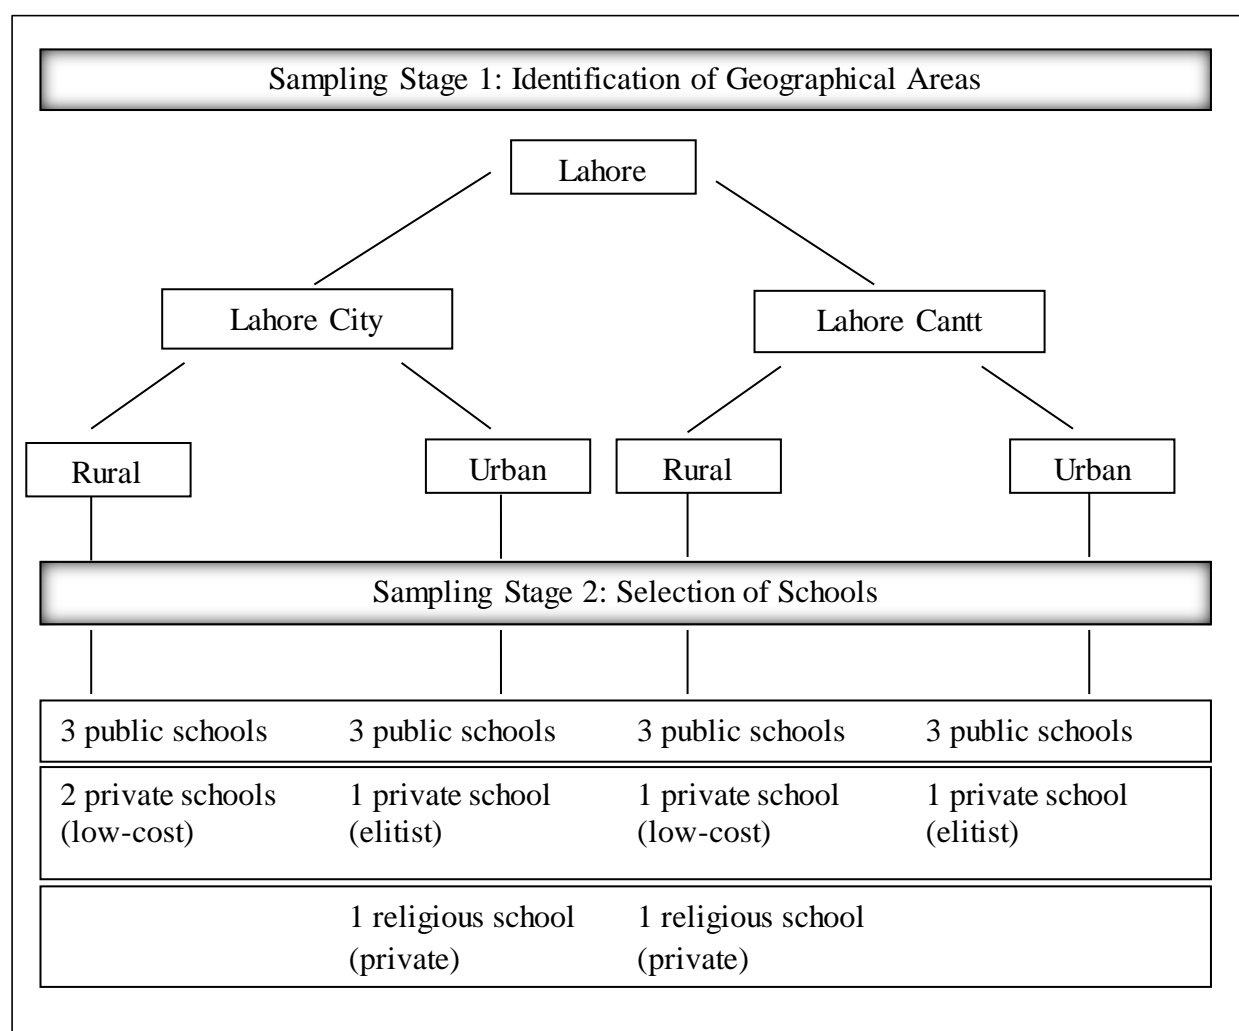 Sampling Stage 1: Identification of Geographical Areas
Lahore
Lahore City
Lahore Cantt
Rural
Urban
Rural
Urban
Sampling Stage 2: Selection of Schools
3 public schools
3 public schools
3 public schools
3 public schools
2 private schools
(low-cost)
1 private school
(elitist)
1 private school
(low-cost)
1 private school
(elitist)
1 religious school
(private)
1 religious school
(private)